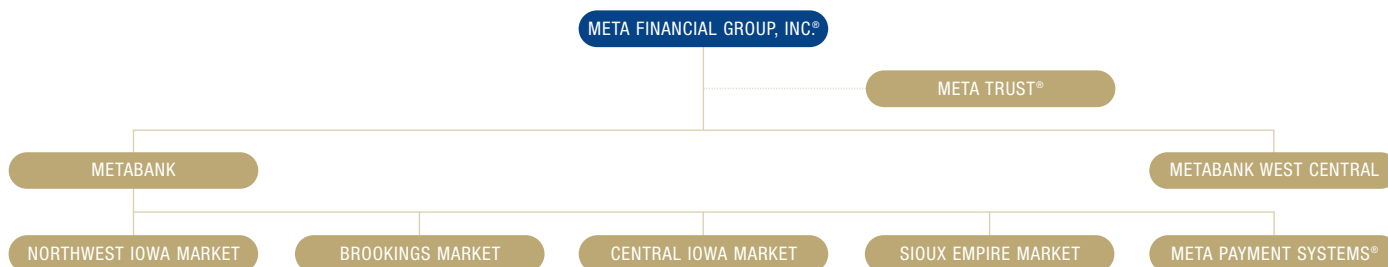 META FINANCIAL GROUP, INC.®
META TRUST®
METABANK
METABANK WEST CENTRAL
NORTHWEST IOWA MARKET
BROOKINGS MARKET
CENTRAL IOWA MARKET
SIOUX EMPIRE MARKET
META PAYMENT SYSTEMS®